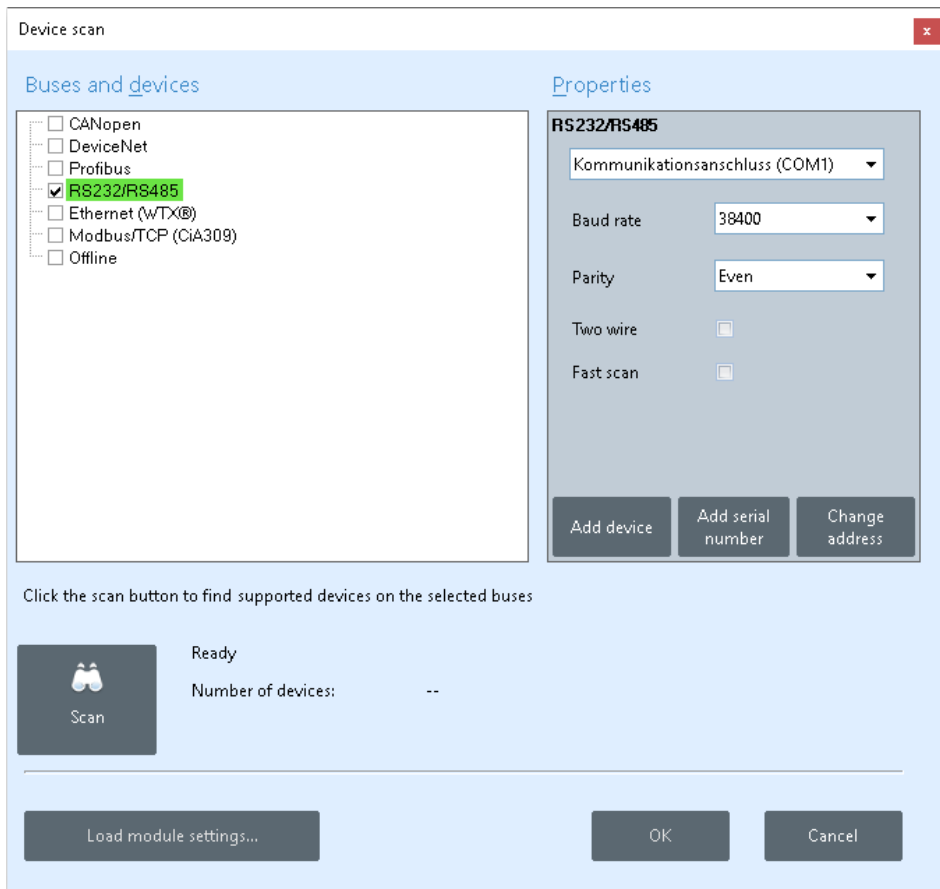 Device scan
x
Buses and devices
CANopen
DeviceNet
Profibus
RS232/RS485
Ethernet (WTX®)
Modbus/TCP (CiA309)
Offline
Properties
RS232/RS485
Kommunikationsanschluss (COM1)
Baud rate 38400
Parity Even
Two wire
Fast scan
Add device
Add serial
number
Change
address
Click the scan button to find supported devices on the selected buses
Scan
Ready
Number of devices: --
Load module settings...
OK
Cancel